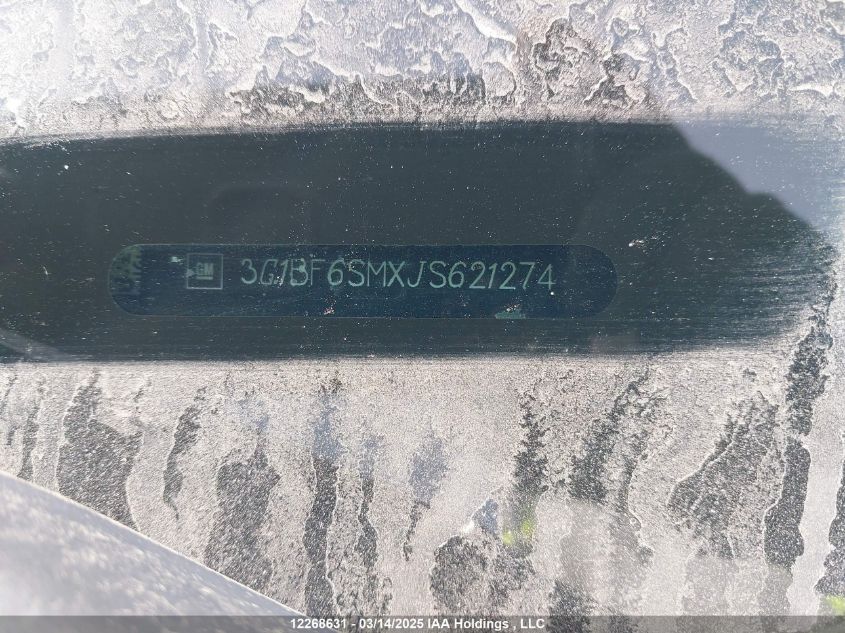 GM 3G1BF6SMXJS621274
12266631 - 03/14/2025 IAA Holdings , LLC